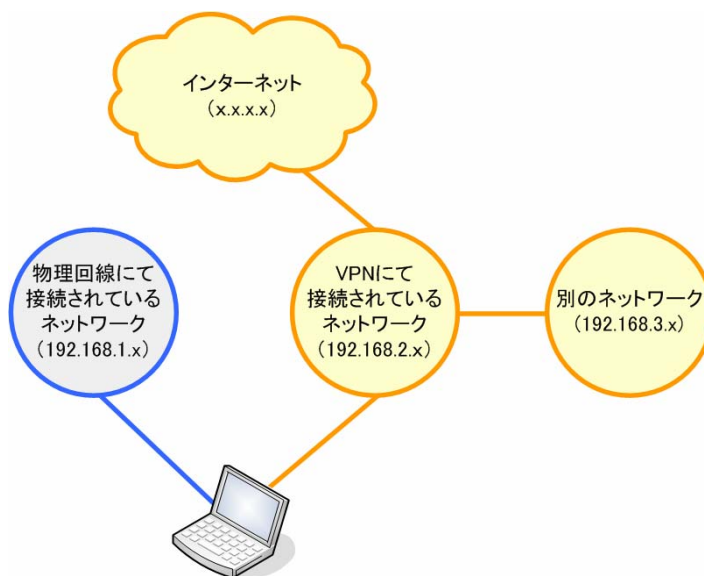 インターネット
（x.x.x.x）
物理回線にて
接続されている
ネットワーク
（192.168.1.x）
VPNにて
接続されている
ネットワーク
（192.168.2.x）
別のネットワーク
（192.168.3.x）